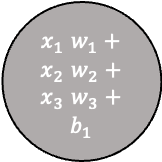 x₁ w₁ +
x₂ w₂ +
x₃ w₃ +
b₁